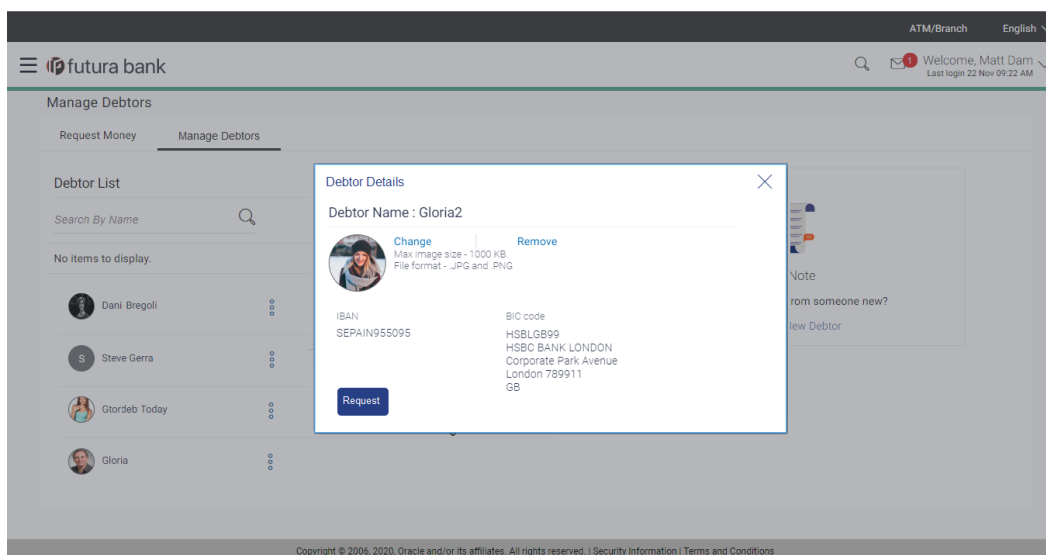 ATM/Branch English
futura bank
1
Welcome, Matt Dam
Last login 22 Nov 09:22 AM
Manage Debtors
Request Money Manage Debtors
Debtor List
Search By Name
No items to display.
Dani Bregoli
S Steve Gerra
Gtordeb Today
Gloria
Debtor Details
Debtor Name : Gloria2
Change Remove
Max image size - 1000 KB.
File format - .JPG and .PNG
IBAN
SEPAIN955095
BIC code
HSBLGB99
HSBC BANK LONDON
Corporate Park Avenue
London 789911
GB
Request
Note
rom someone new?
ew Debtor
Copyright © 2006, 2020, Oracle and/or its affiliates. All rights reserved. | Security Information | Terms and Conditions